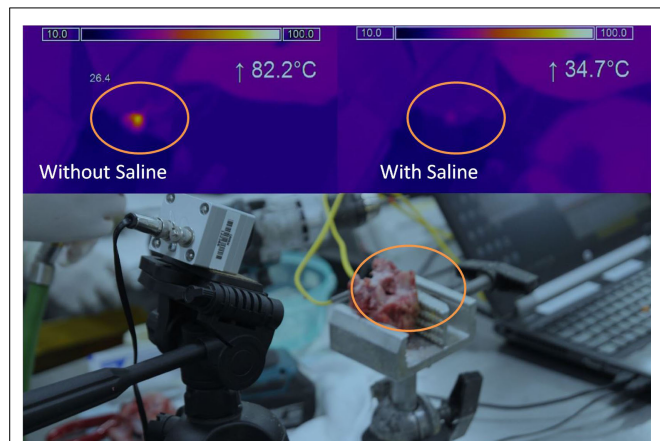 10.0 100.0
10.0 100.0
↑ 82.2°C
↑ 34.7°C
26.4
Without Saline
With Saline